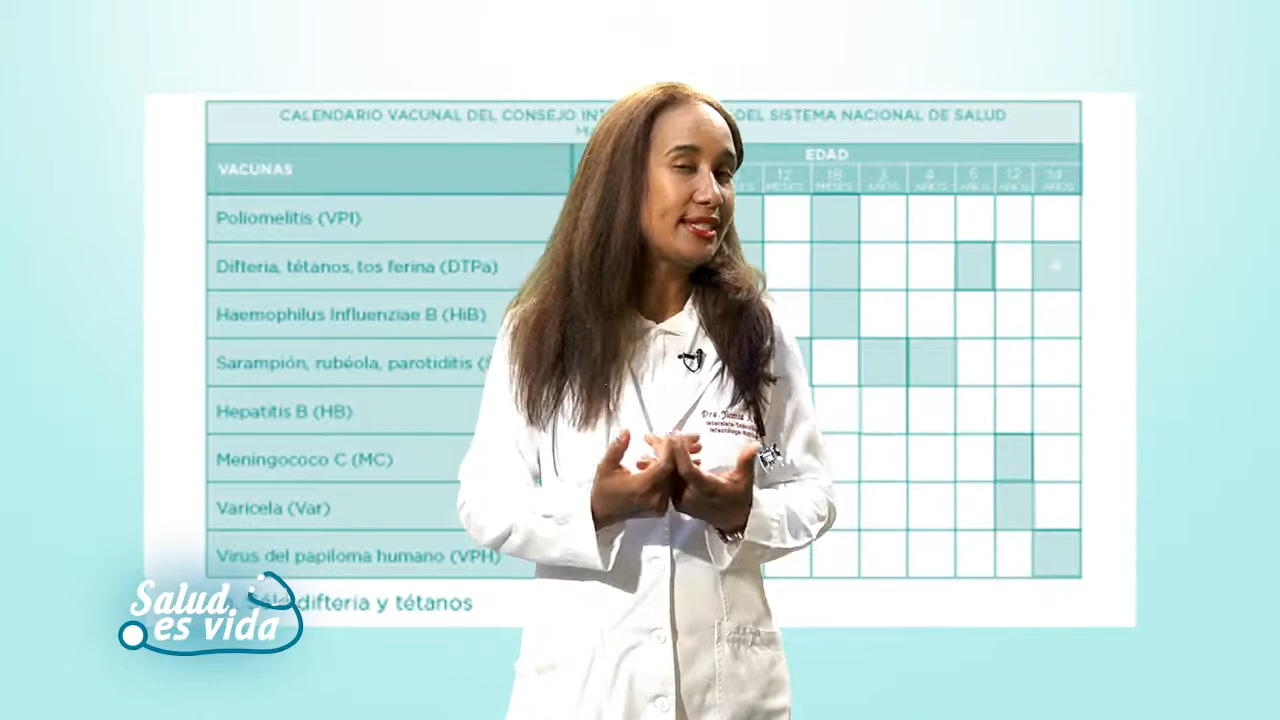 CALENDARIO VACUNAL DEL CONSEJO INT DEL SISTEMA NACIONAL DE SALUD
VACUNAS
EDAD
12 MESES 18 MESES 3 AÑOS 4 AÑOS 6 AÑOS 12 AÑOS 14 AÑOS
Poliomelitis (VPI)
Difteria, tétanos, tos ferina (DTPa)
Haemophilus Influenziae B (HiB)
Sarampión, rubéola, parotiditis
Hepatitis B (HB)
Meningococo C (MC)
Varicela (Var)
Virus del papiloma humano (VPH)
Sólo difteria y tétanos
Salud
es vida
Dra.